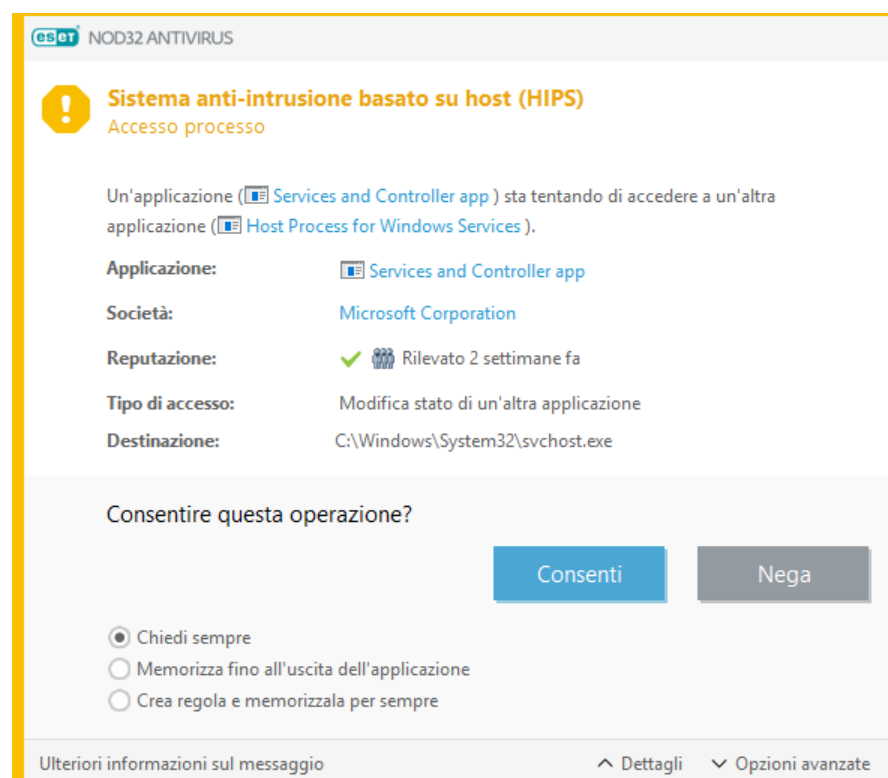 eset NOD32 ANTIVIRUS
Sistema anti-intrusione basato su host (HIPS)
Accesso processo
Un'applicazione ( Services and Controller app ) sta tentando di accedere a un'altra
applicazione ( Host Process for Windows Services ).
Applicazione: Services and Controller app
Società: Microsoft Corporation
Reputazione: Rilevato 2 settimane fa
Tipo di accesso: Modifica stato di un'altra applicazione
Destinazione: C:\Windows\System32\svchost.exe
Consentire questa operazione?
Consenti Nega
Chiedi sempre
Memorizza fino all'uscita dell'applicazione
Crea regola e memorizzala per sempre
Ulteriori informazioni sul messaggio Dettagli Opzioni avanzate